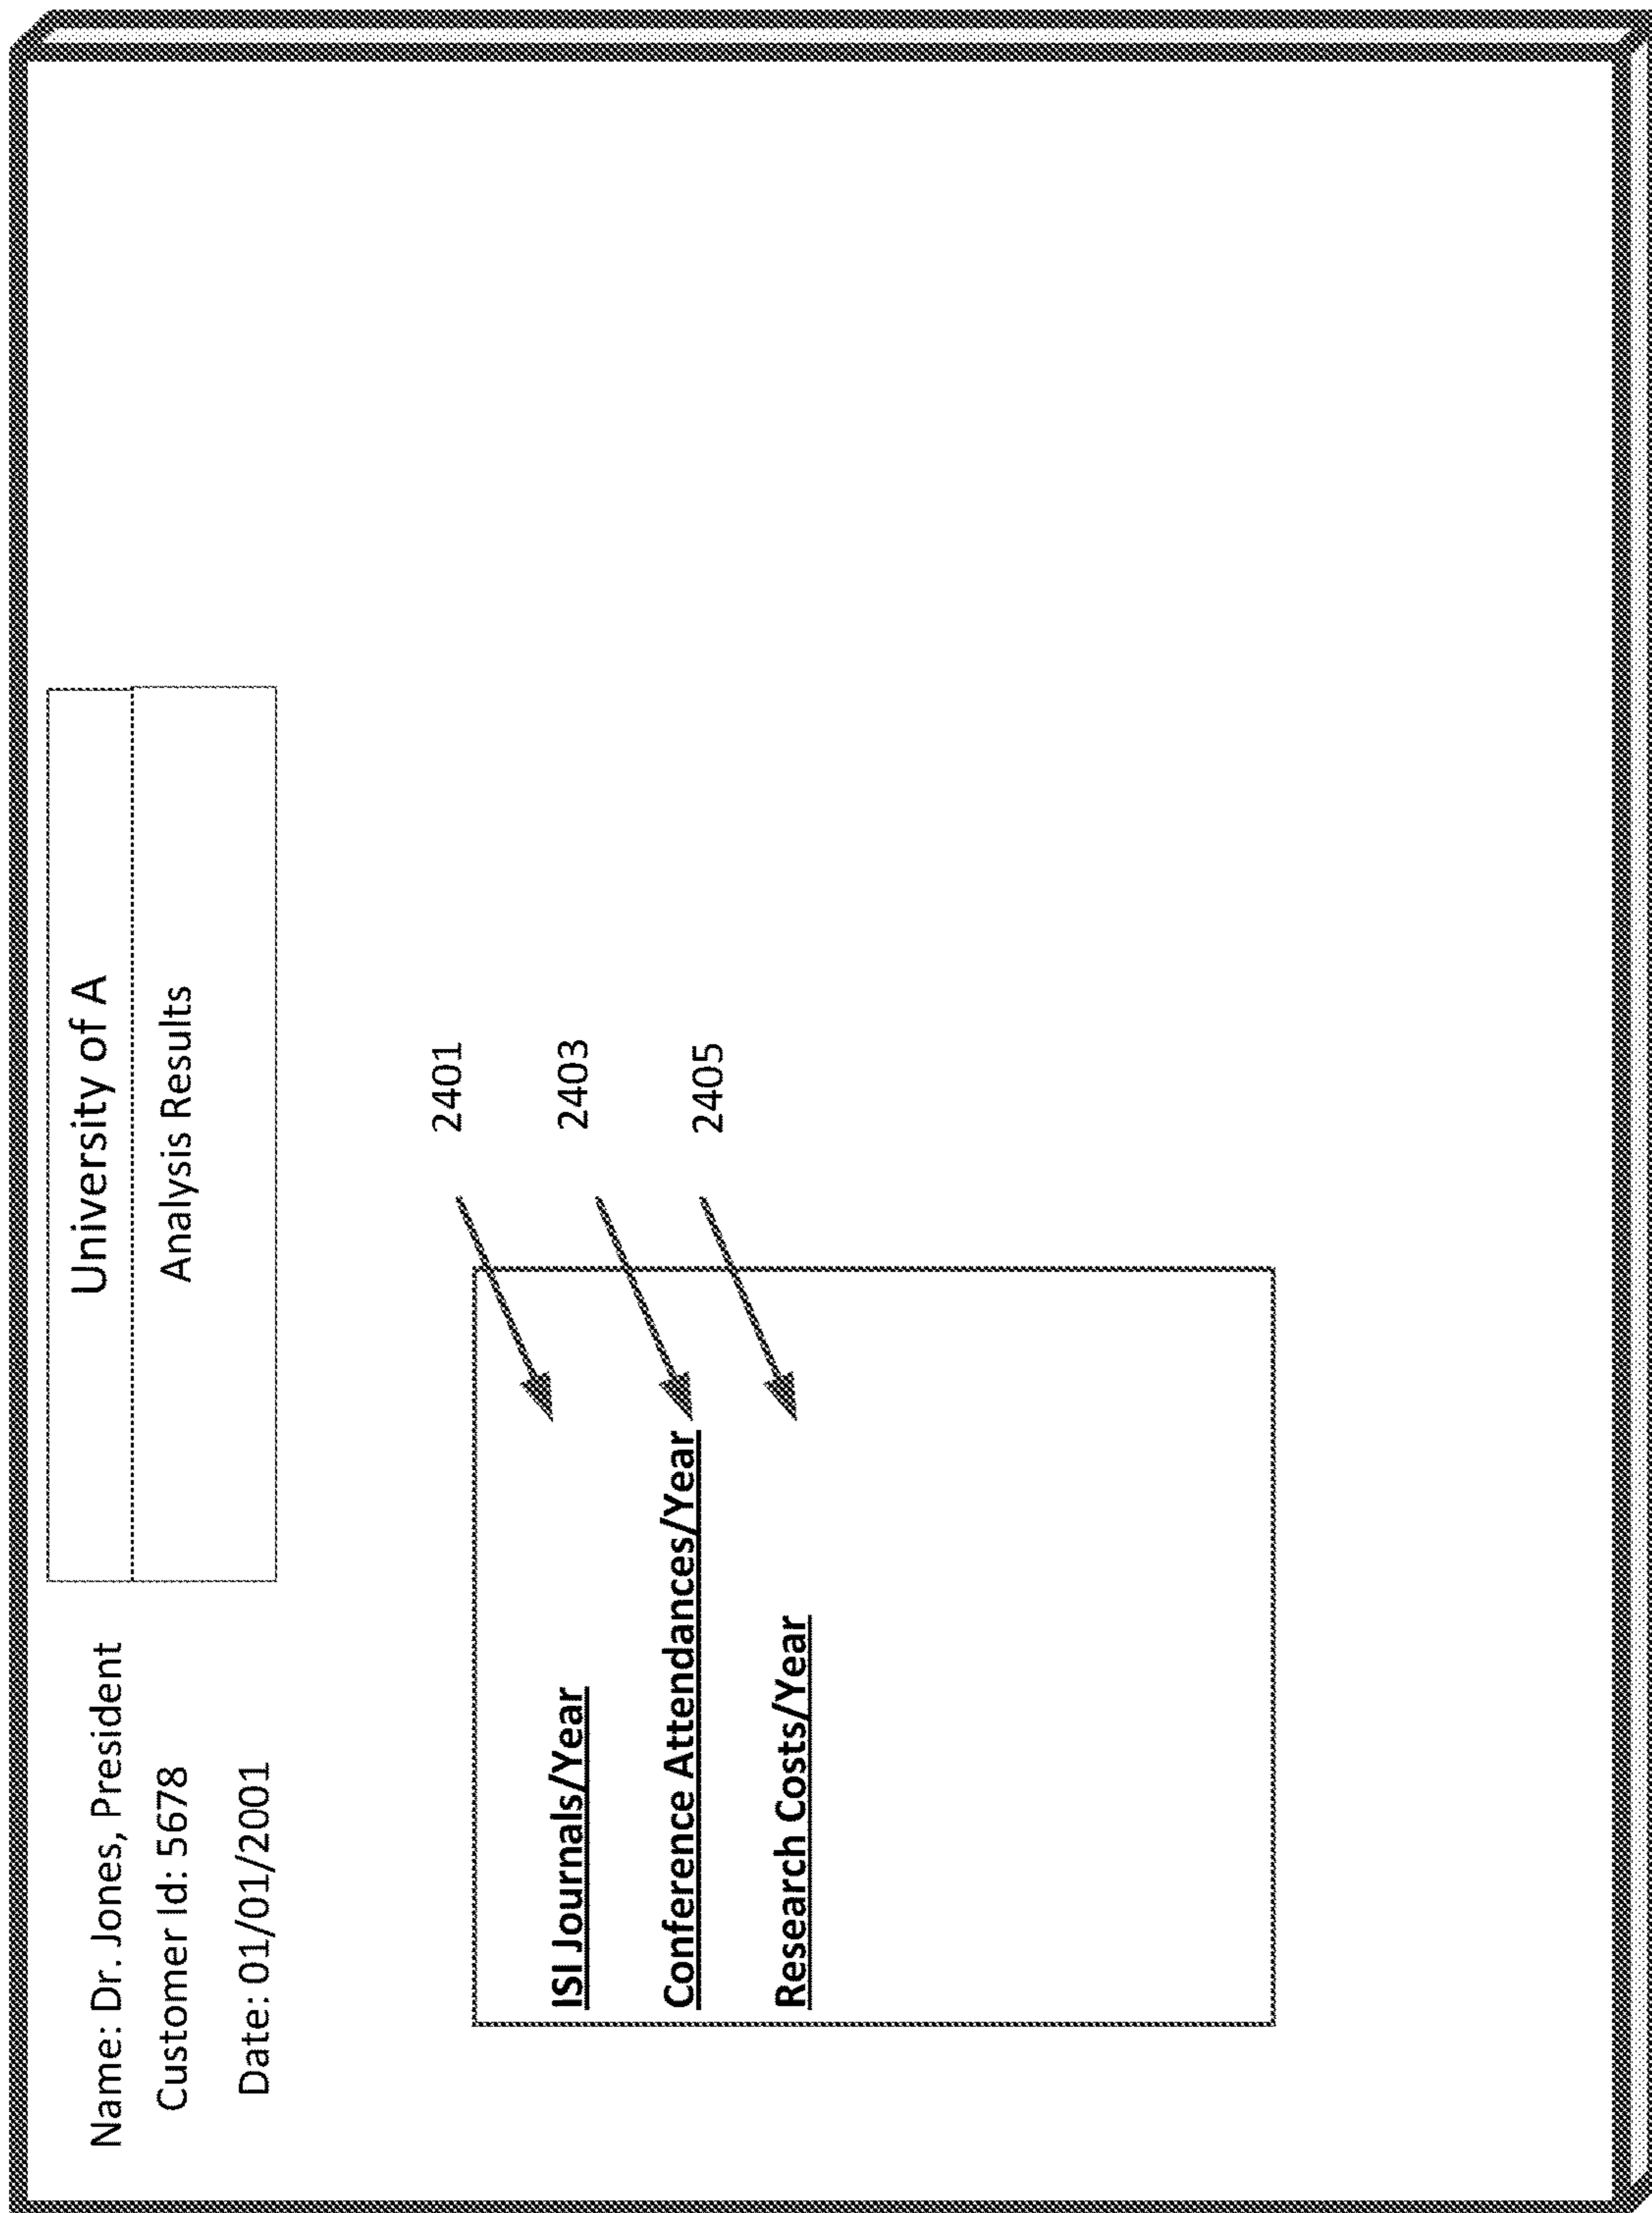 Name: Dr. Jones, President
Customer Id: 5678
Date: 01/01/2001
University of A
Analysis Results
2401
2403
2405
ISI Journals/Year
Conference Attendances/Year
Research Costs/Year